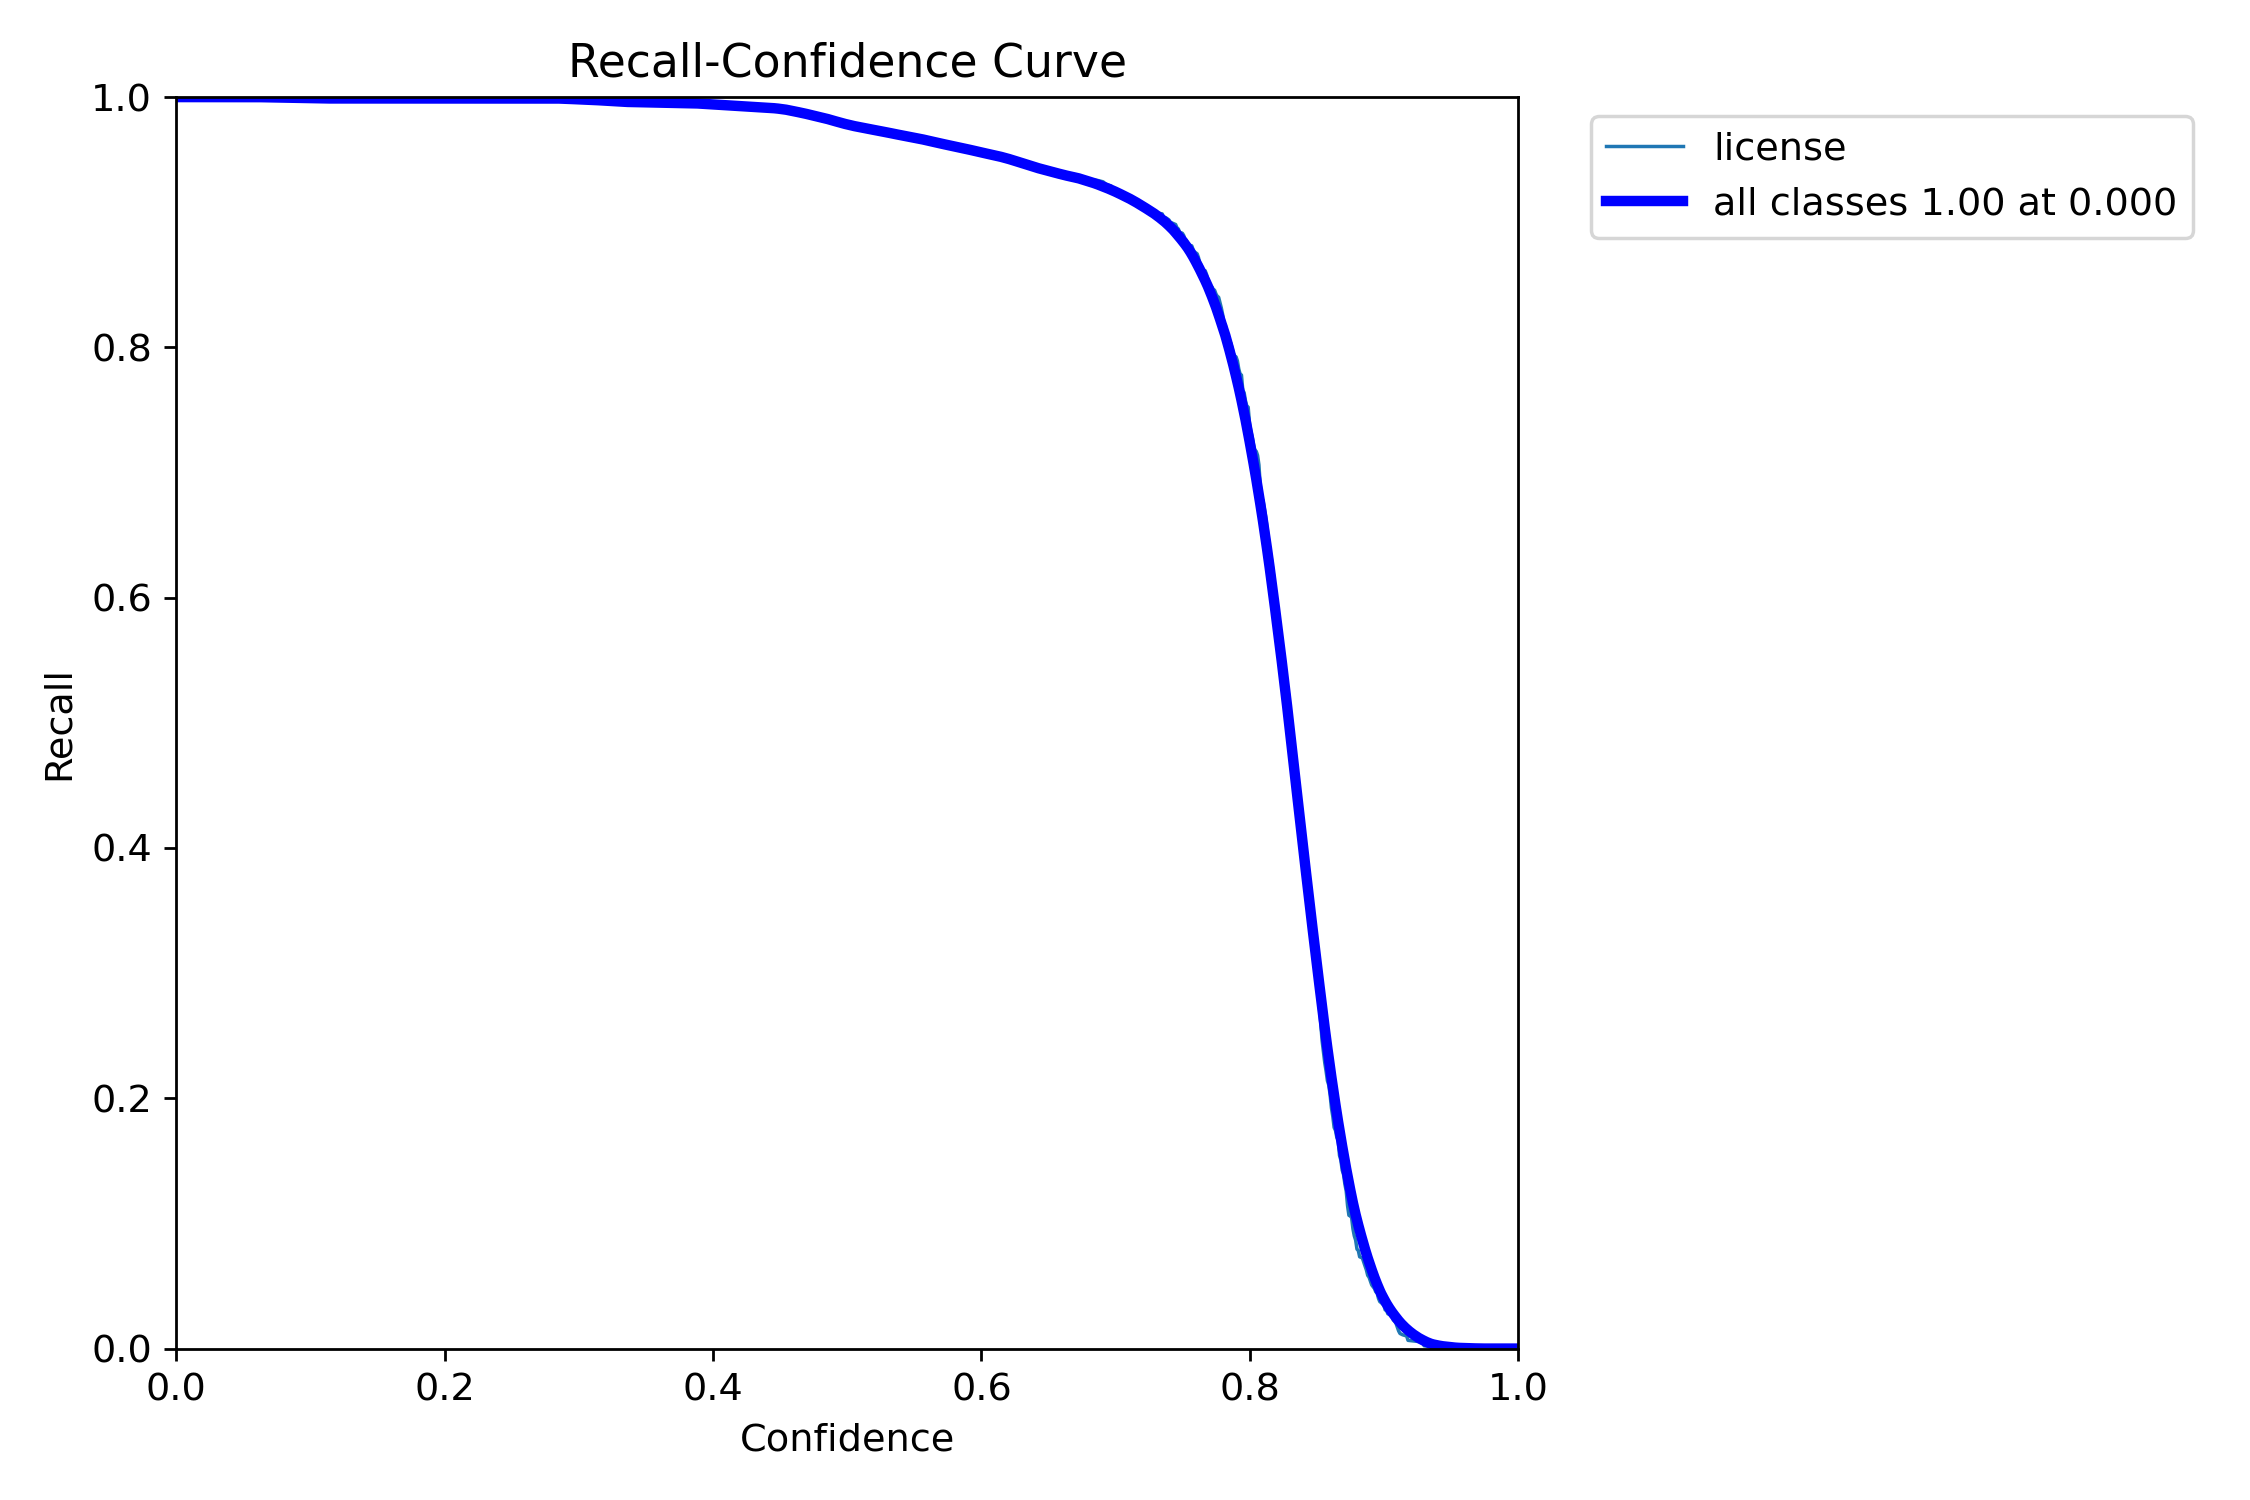 Recall-Confidence Curve
1.0
0.8
0.6
0.4
0.2
0.0
Recall
0.0 0.2 0.4 0.6 0.8 1.0
Confidence
license
all classes 1.00 at 0.000